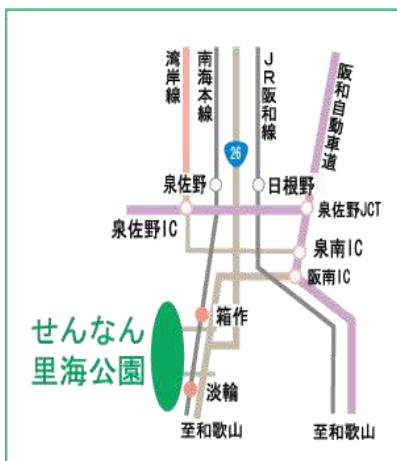 湾岸線
南海本線
JR阪和線
阪和自動車道
26
泉佐野
日根野
泉佐野IC
泉佐野JCT
泉南IC
阪南IC
せんなん
里海公園
箱作
淡輪
至和歌山
至和歌山